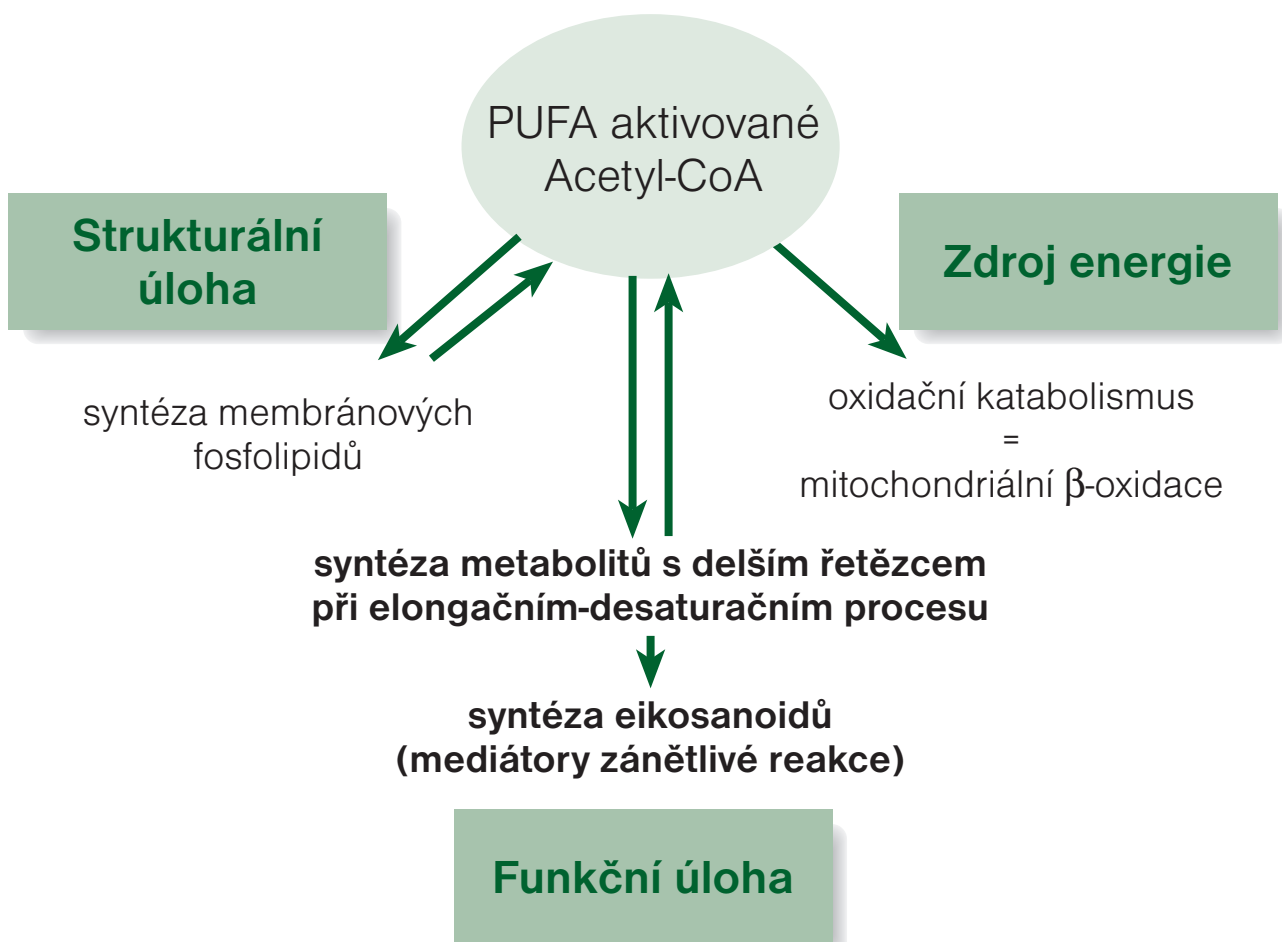 PUFA aktivované
Acetyl-CoA
Strukturální
úloha
Zdroj energie
syntéza membránových
fosfolipidů
oxidační katabolismus
=
mitochondriální β-oxidace
syntéza metabolitů s delším řetězcem
při elongačním-desaturačním procesu
syntéza eikosanoidů
(mediátory zánětlivé reakce)
Funkční úloha